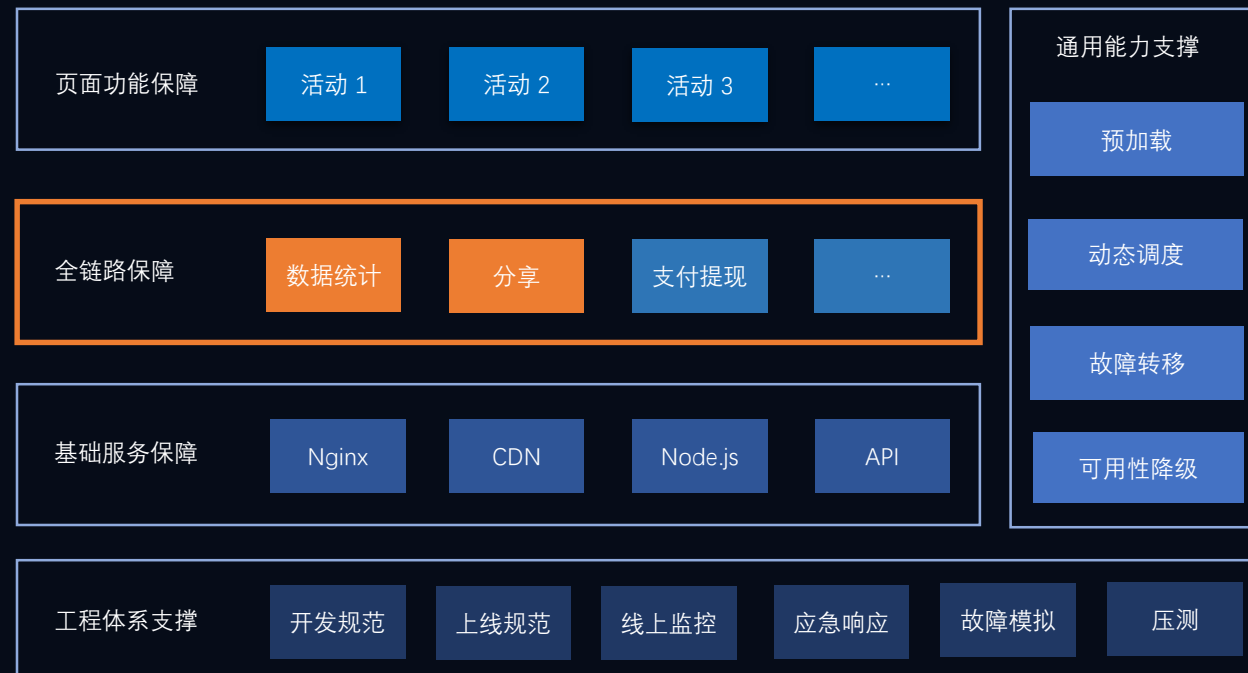 页面功能保障
活动 1
活动 2
活动 3
...
全链路保障
数据统计
分享
支付提现
...
基础服务保障
Nginx
CDN
Node.js
API
通用能力支撑
预加载
动态调度
故障转移
可用性降级
工程体系支撑
开发规范
上线规范
线上监控
应急响应
故障模拟
压测